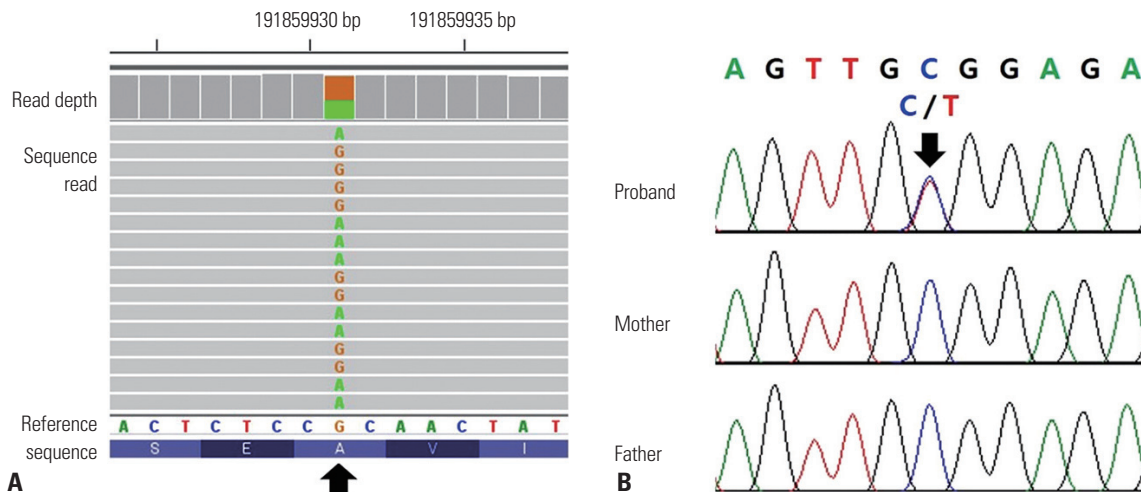 191859930 bp 191859935 bp
Read depth
Sequence
read
A
G
G
G
G
A
A
A
G
G
A
A
G
G
A
A
Reference
sequence
A C T C T C C G C A A C T A T
S E A V I
A
A G T T G C G G A G A
C / T
Proband
Mother
Father
B